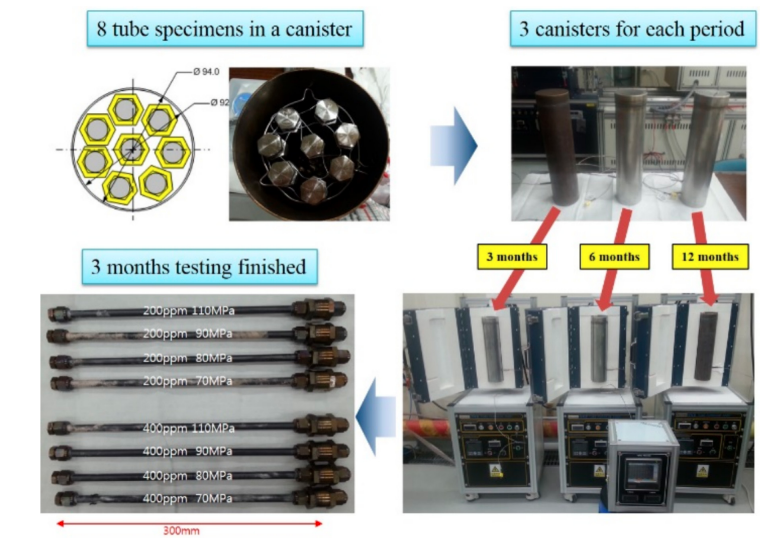 8 tube specimens in a canister
3 canisters for each period
Ø 94.0
Ø 92
3 months
6 months
12 months
3 months testing finished
200ppm 110MPa
200ppm 90MPa
200ppm 80MPa
200ppm 70MPa
400ppm 110MPa
400ppm 90MPa
400ppm 80MPa
400ppm 70MPa
300mm